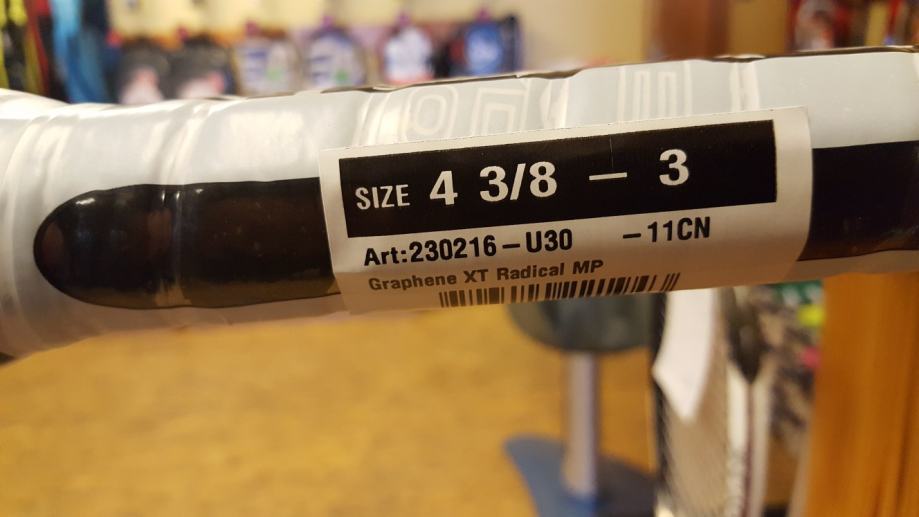 SIZE 4 3/8 – 3
Art:230216–U30 –11CN
Graphene XT Radical MP